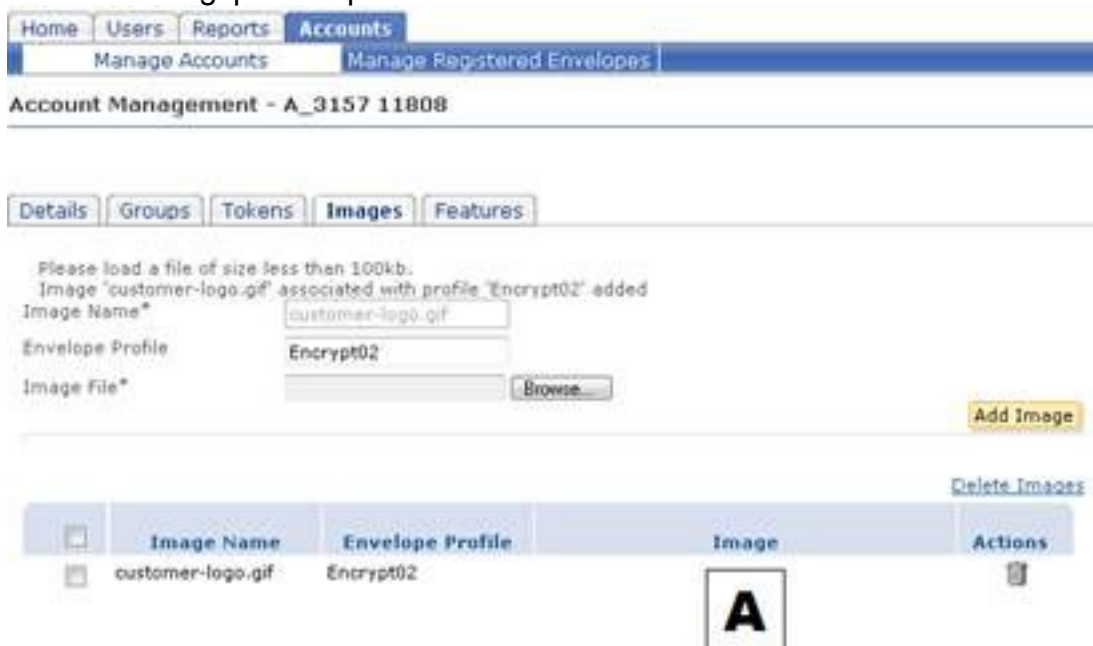 Home Users Reports Accounts
Manage Accounts Manage Registered Envelopes
Account Management - A_3157 11808
Details Groups Tokens Images Features
Please load a file of size less than 100kb.
Image 'customer-logo.gif' associated with profile 'Encrypt02' added
Image Name* customer-logo.gif
Envelope Profile Encrypt02
Image File* Browse...
Add Image
Delete Images
Image Name Envelope Profile Image Actions
customer-logo.gif Encrypt02
A